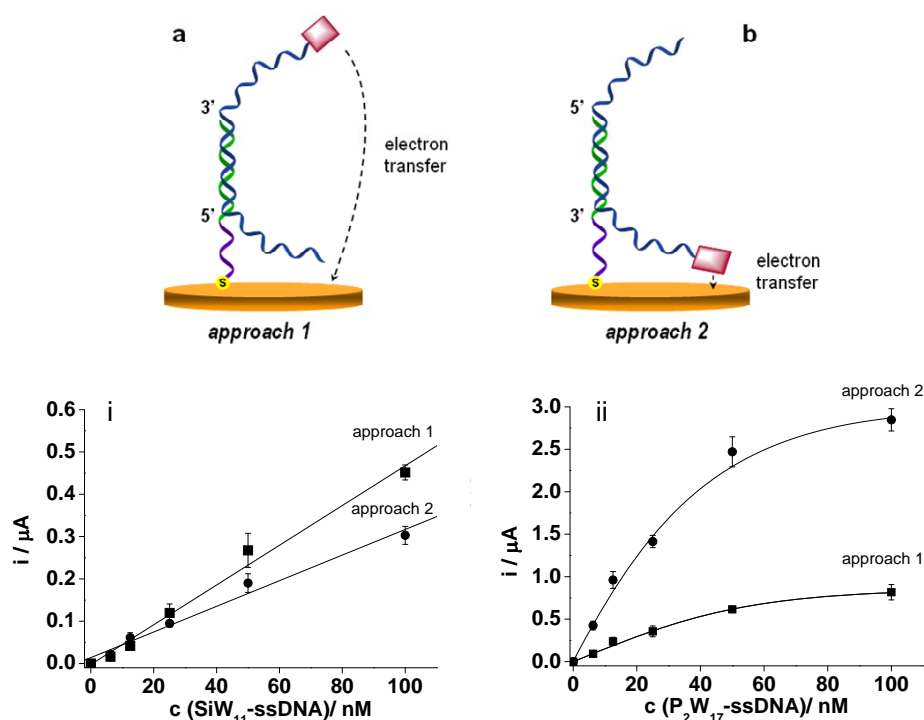 a
3’
5’
electron
transfer
S
approach 1
b
5’
3’
electron
transfer
S
approach 2
i
0.6
0.5
0.4
0.3
0.2
0.1
0.0
i / μA
approach 1
approach 2
0 20 40 60 80 100
c (SiW₁₁-ssDNA)/ nM
ii
3.0
2.5
2.0
1.5
1.0
0.5
0.0
i / μA
approach 2
approach 1
0 20 40 60 80 100
c (P₂W₁₇-ssDNA)/ nM